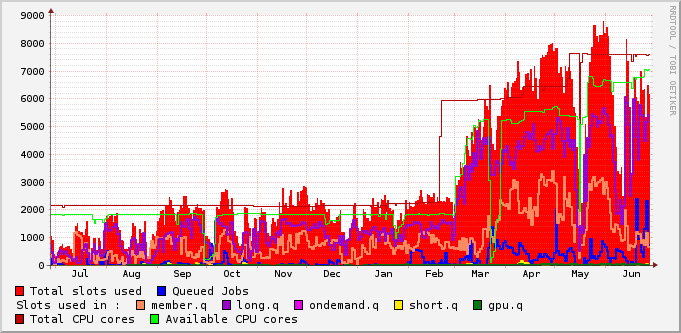 9000
8000
7000
6000
5000
4000
3000
2000
1000
0
Jul Aug Sep Oct Nov Dec Jan Feb Mar Apr May Jun
RRDTOOL / TOBI OETIKER
Total slots used Queued Jobs
Slots used in : member.q long.q ondemand.q short.q gpu.q
Total CPU cores Available CPU cores